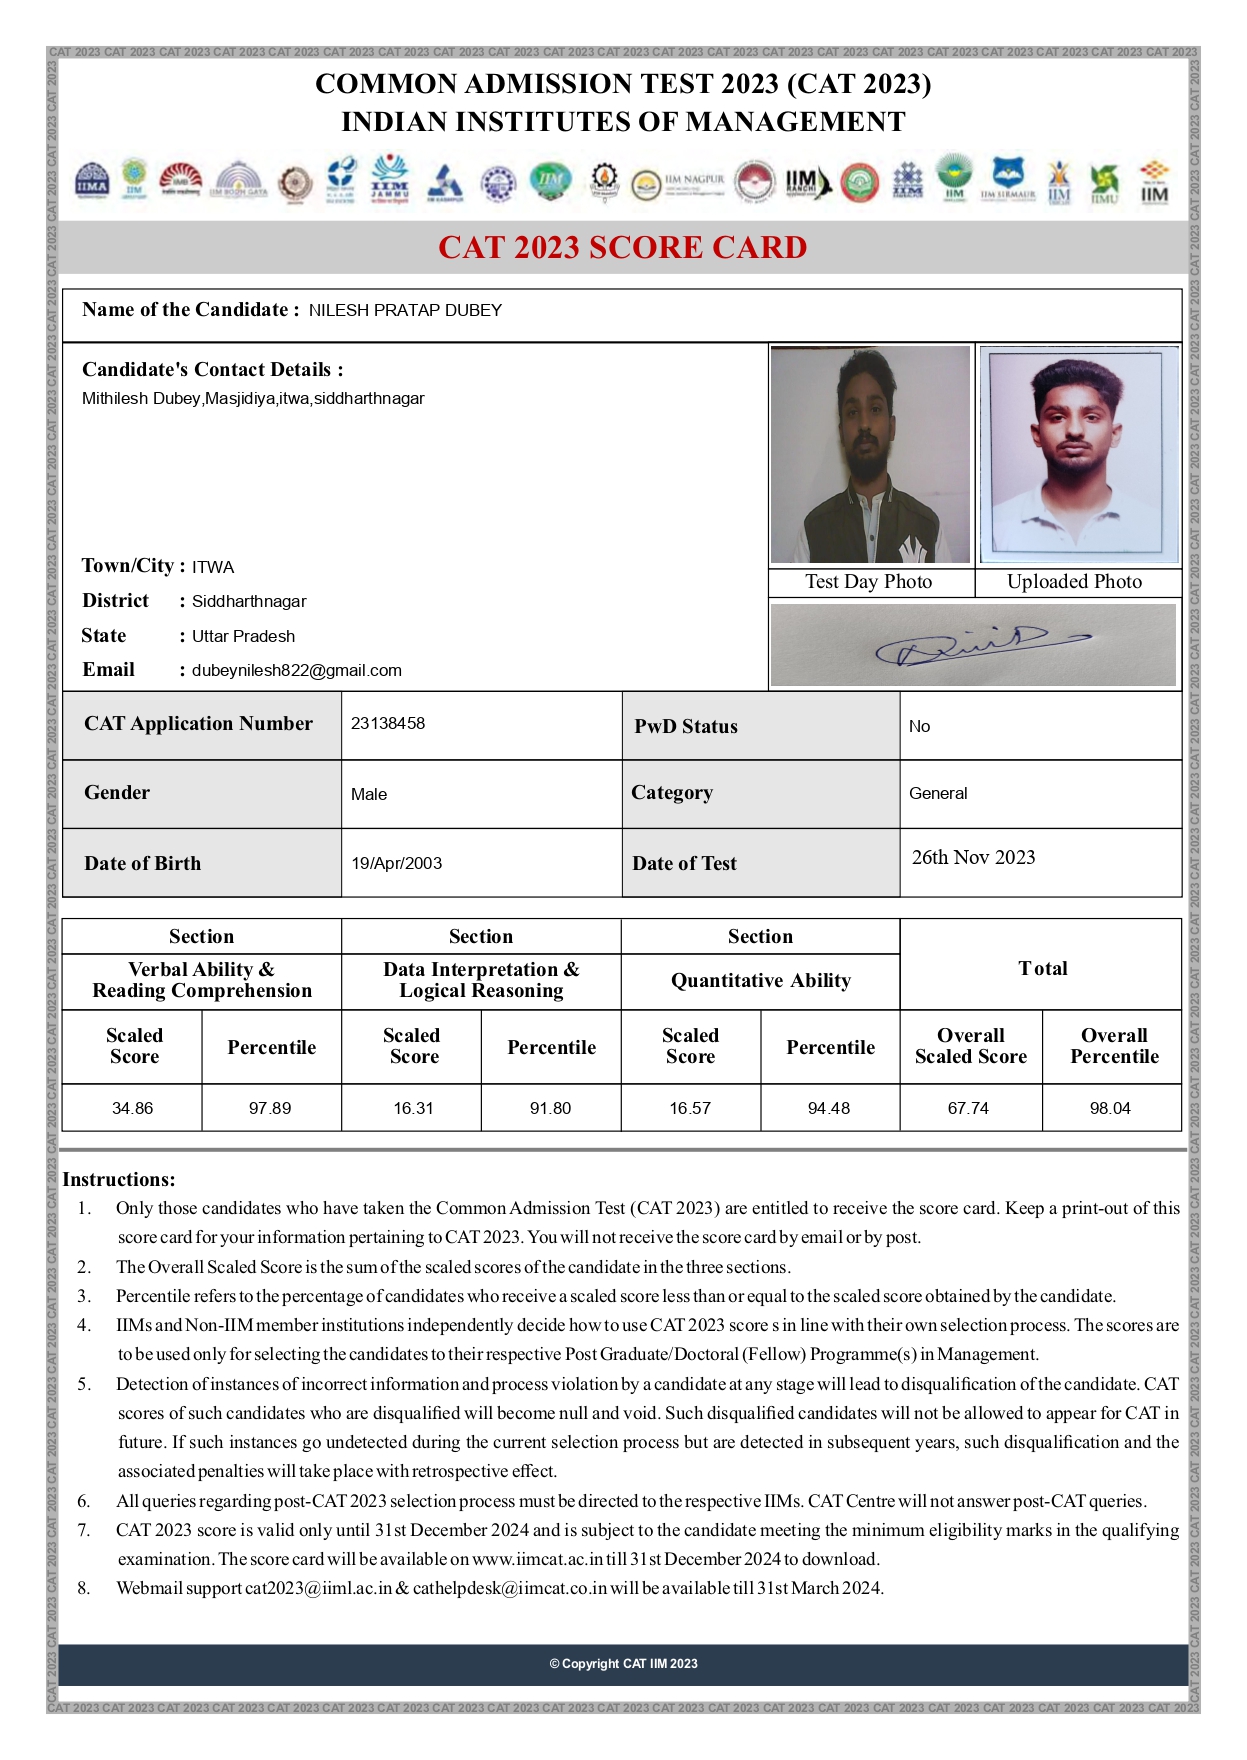 CAT 2023 CAT 2023 CAT 2023 CAT 2023 CAT 2023 CAT 2023 CAT 2023 CAT 2023 CAT 2023 CAT 2023 CAT 2023 CAT 2023 CAT 2023 CAT 2023 CAT 2023 CAT 2023 CAT 2023 CAT 2023 CAT 2023 CAT 2023 CAT 2023
COMMON ADMISSION TEST 2023 (CAT 2023)
INDIAN INSTITUTES OF MANAGEMENT
IIMA IIM IIMB IIM BODH GAYA IIM JAMMU IIM IIM NAGPUR IIM RANCHI IIM IIM IIM SIRMAUR IIM IIMU IIM
CAT 2023 SCORE CARD
Name of the Candidate : NILESH PRATAP DUBEY
Candidate's Contact Details :
Mithilesh Dubey,Masjidiya,itwa,siddharthnagar
Town/City : ITWA
District : Siddharthnagar
State : Uttar Pradesh
Email : dubeynilesh822@gmail.com
Test Day Photo Uploaded Photo
CAT Application Number 23138458 PwD Status No
Gender Male Category General
Date of Birth 19/Apr/2003 Date of Test 26th Nov 2023
Section Section Section
Verbal Ability & Data Interpretation & Quantitative Ability Total
Reading Comprehension Logical Reasoning
Scaled Percentile Scaled Percentile Scaled Percentile Overall Overall
Score Score Score Scaled Score Percentile
34.86 97.89 16.31 91.80 16.57 94.48 67.74 98.04
Instructions:
1. Only those candidates who have taken the Common Admission Test (CAT 2023) are entitled to receive the score card. Keep a print-out of this
score card for your information pertaining to CAT 2023. You will not receive the score card by email or by post.
2. The Overall Scaled Score is the sum of the scaled scores of the candidate in the three sections.
3. Percentile refers to the percentage of candidates who receive a scaled score less than or equal to the scaled score obtained by the candidate.
4. IIMs and Non-IIM member institutions independently decide how to use CAT 2023 score s in line with their own selection process. The scores are
to be used only for selecting the candidates to their respective Post Graduate/Doctoral (Fellow) Programme(s) in Management.
5. Detection of instances of incorrect information and process violation by a candidate at any stage will lead to disqualification of the candidate. CAT
scores of such candidates who are disqualified will become null and void. Such disqualified candidates will not be allowed to appear for CAT in
future. If such instances go undetected during the current selection process but are detected in subsequent years, such disqualification and the
associated penalties will take place with retrospective effect.
6. All queries regarding post-CAT 2023 selection process must be directed to the respective IIMs. CAT Centre will not answer post-CAT queries.
7. CAT 2023 score is valid only until 31st December 2024 and is subject to the candidate meeting the minimum eligibility marks in the qualifying
examination. The score card will be available on www.iimcat.ac.in till 31st December 2024 to download.
8. Webmail support cat2023@iiml.ac.in & cathelpdesk@iimcat.co.in will be available till 31st March 2024.
© Copyright CAT IIM 2023
CAT 2023 CAT 2023 CAT 2023 CAT 2023 CAT 2023 CAT 2023 CAT 2023 CAT 2023 CAT 2023 CAT 2023 CAT 2023 CAT 2023 CAT 2023 CAT 2023 CAT 2023 CAT 2023 CAT 2023 CAT 2023 CAT 2023 CAT 2023 CAT 2023